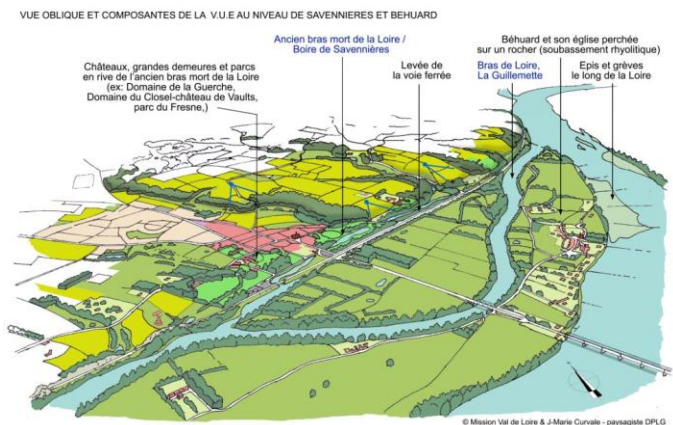 VUE OBLIQUE ET COMPOSANTES DE LA V.U.E AU NIVEAU DE SAVENNIERES ET BEHUARD
Châteaux, grandes demeures et parcs
en rive de l'ancien bras mort de la Loire
(ex: Domaine de la Guerche,
Domaine du Closel-château de Vaults,
parc du Fresne,)
Ancien bras mort de la Loire /
Boire de Savennières
Levée de
la voie ferrée
Bras de Loire,
La Guillemette
Béhuard et son église perchée
sur un rocher (soubassement rhyolitique)
Epis et grèves
le long de la Loire
© Mission Val de Loire & J-Marie Curvale - paysagiste DPLG